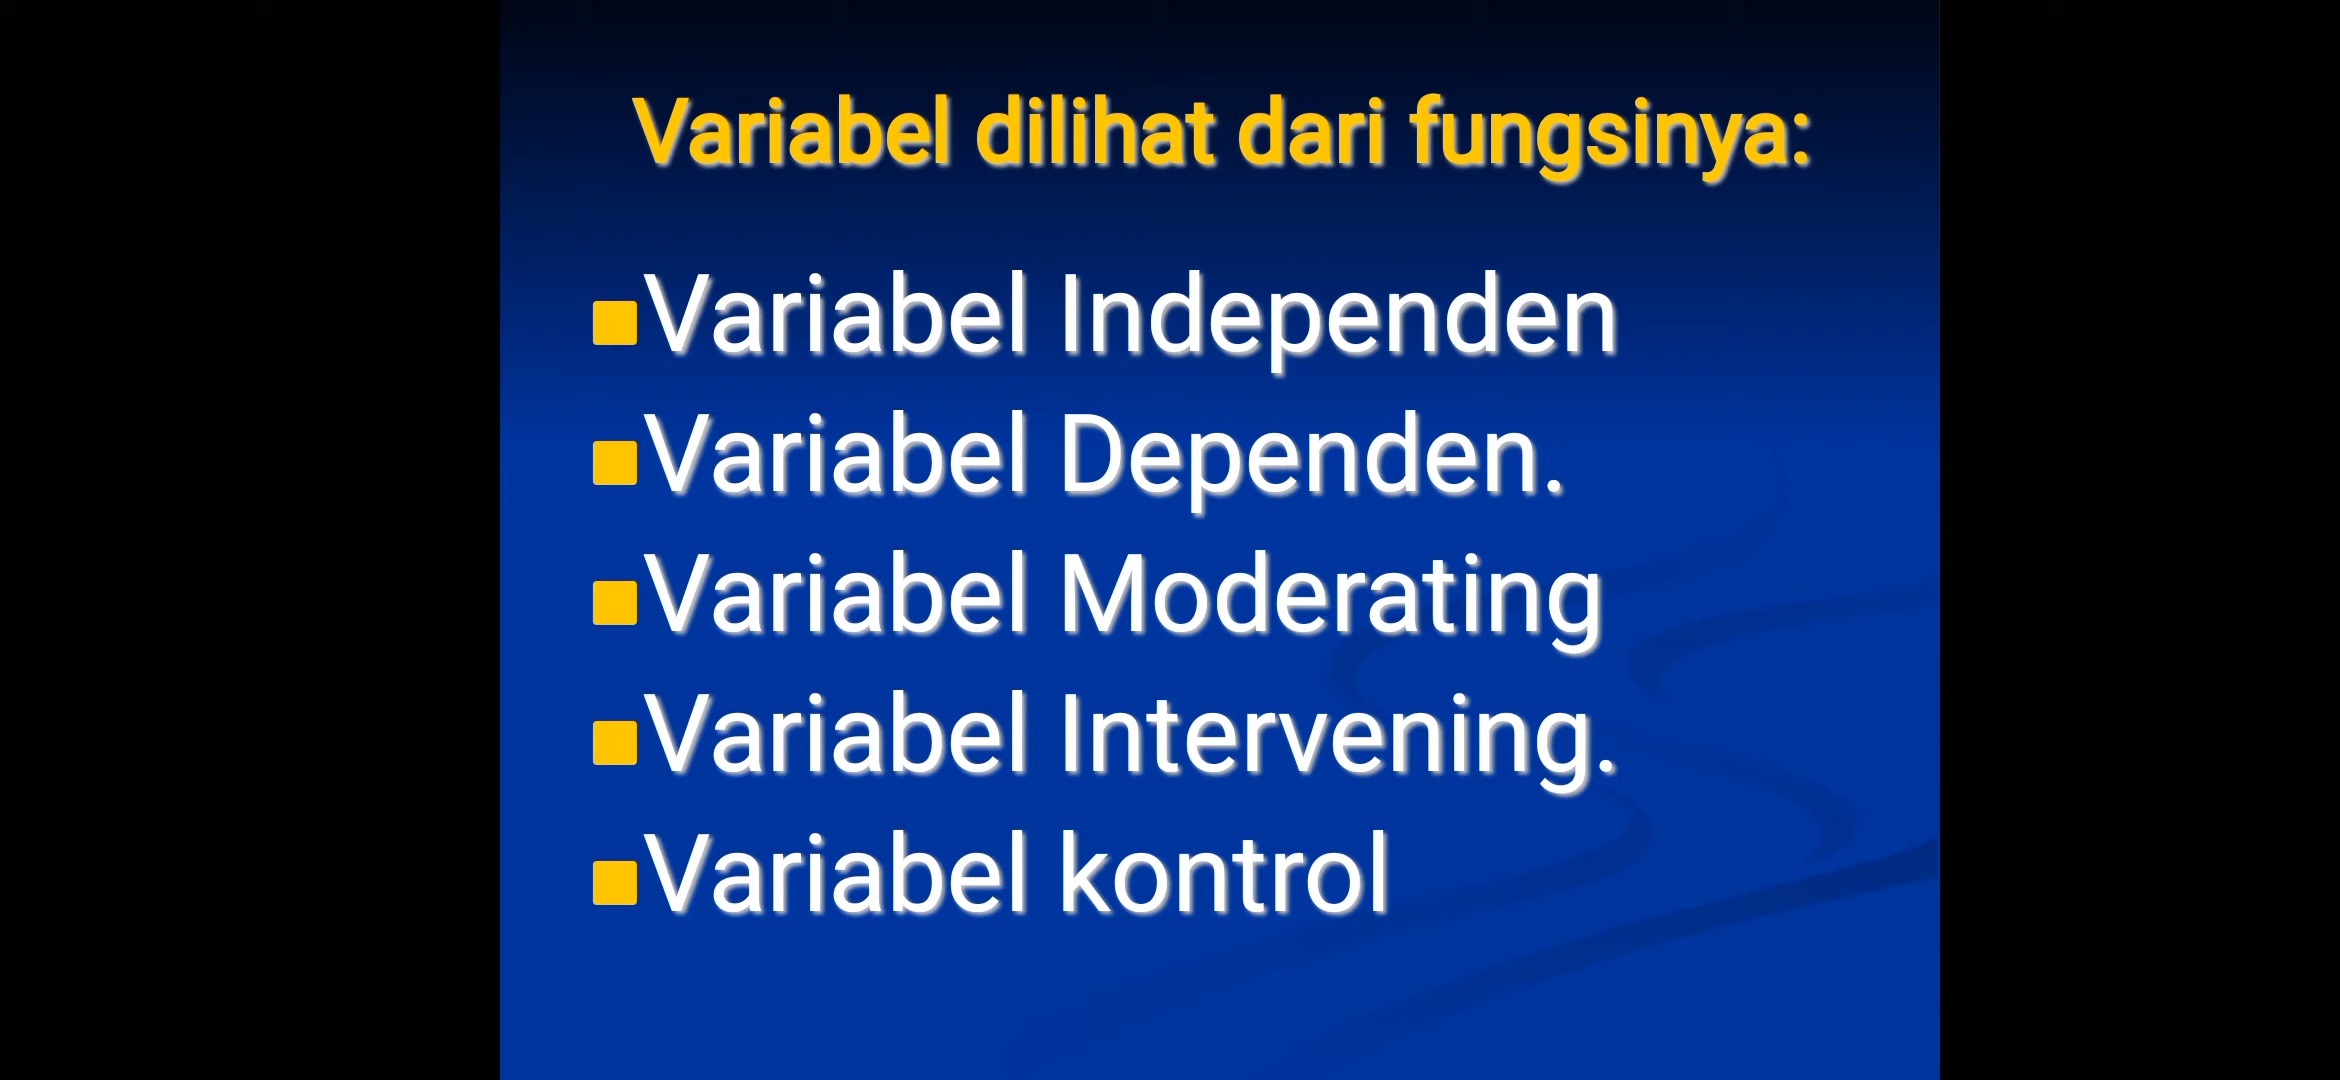 Variabel dilihat dari fungsinya:
Variabel Independen
Variabel Dependen.
Variabel Moderating
Variabel Intervening.
Variabel kontrol